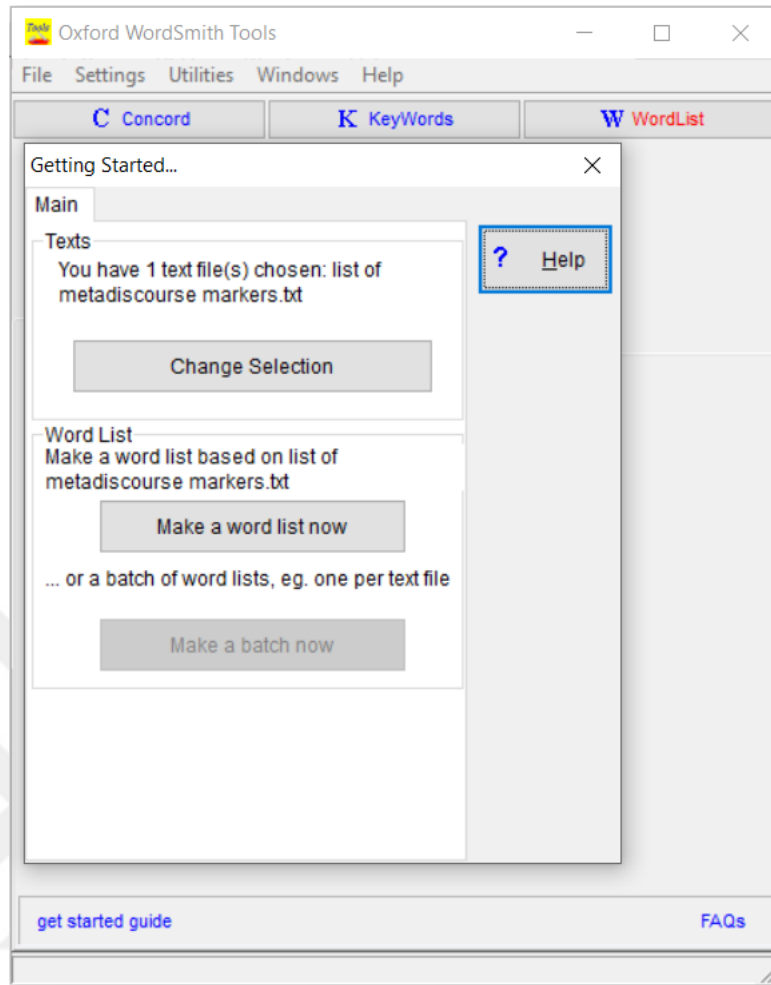 Tools Oxford WordSmith Tools
File Settings Utilities Windows Help
C Concord K KeyWords W WordList
Getting Started...
Main
Texts
You have 1 text file(s) chosen: list of
metadiscourse markers.txt
? Help
Change Selection
Word List
Make a word list based on list of
metadiscourse markers.txt
Make a word list now
... or a batch of word lists, eg. one per text file
Make a batch now
get started guide FAQs